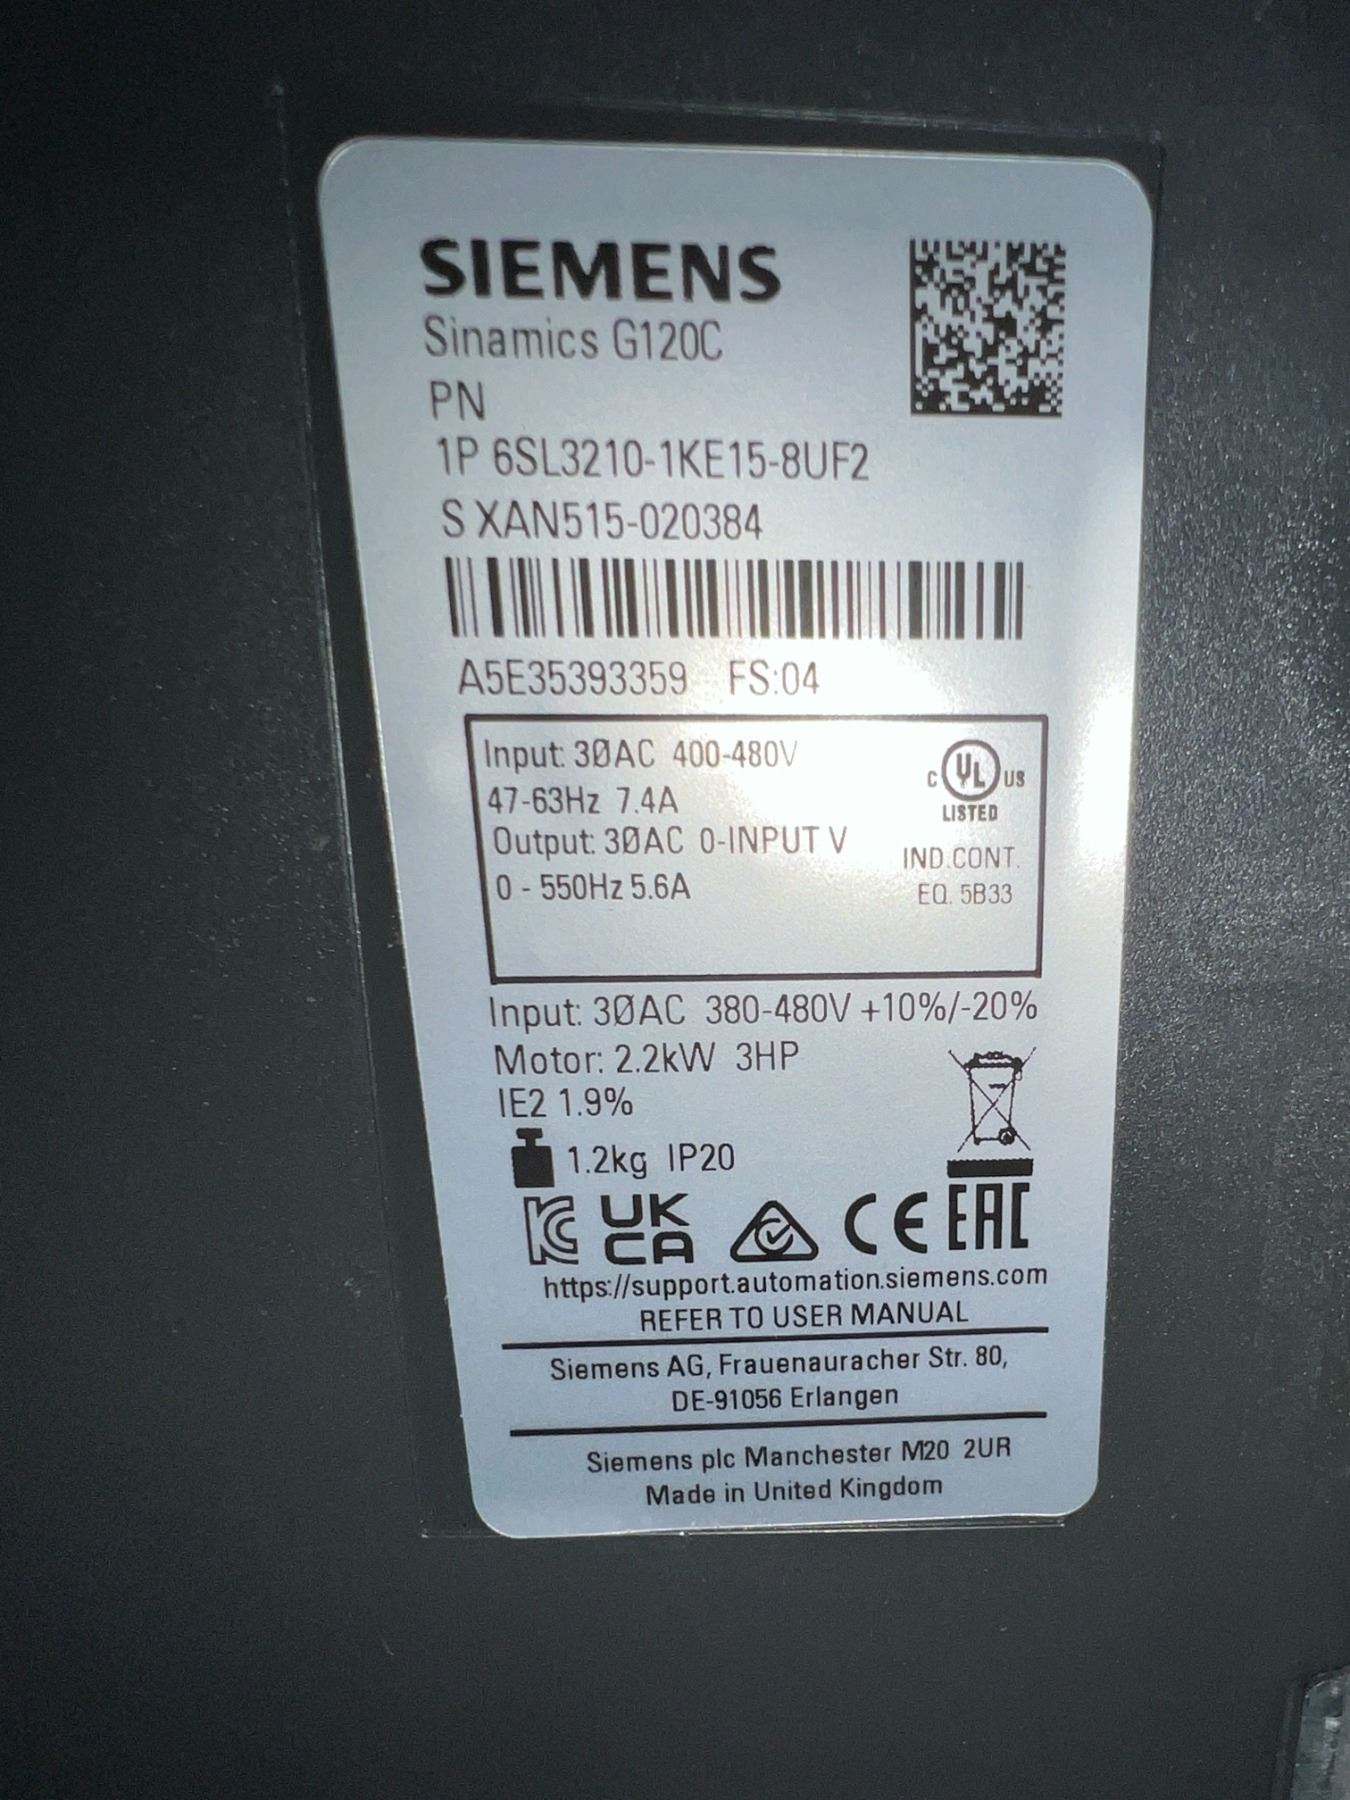 SIEMENS
Sinamics G120C
PN
1P 6SL3210-1KE15-8UF2
S XAN515-020384
A5E35393359 FS:04
Input: 3ØAC 400-480V
47-63Hz 7.4A
Output: 3ØAC 0-INPUT V
0 - 550Hz 5.6A
C UL US
LISTED
IND.CONT.
EQ. 5B33
Input: 3ØAC 380-480V +10%/-20%
Motor: 2.2kW 3HP
IE2 1.9%
1.2kg IP20
KC UK CA CE EAC
https://support.automation.siemens.com
REFER TO USER MANUAL
Siemens AG, Frauenauracher Str. 80,
DE-91056 Erlangen
Siemens plc Manchester M20 2UR
Made in United Kingdom